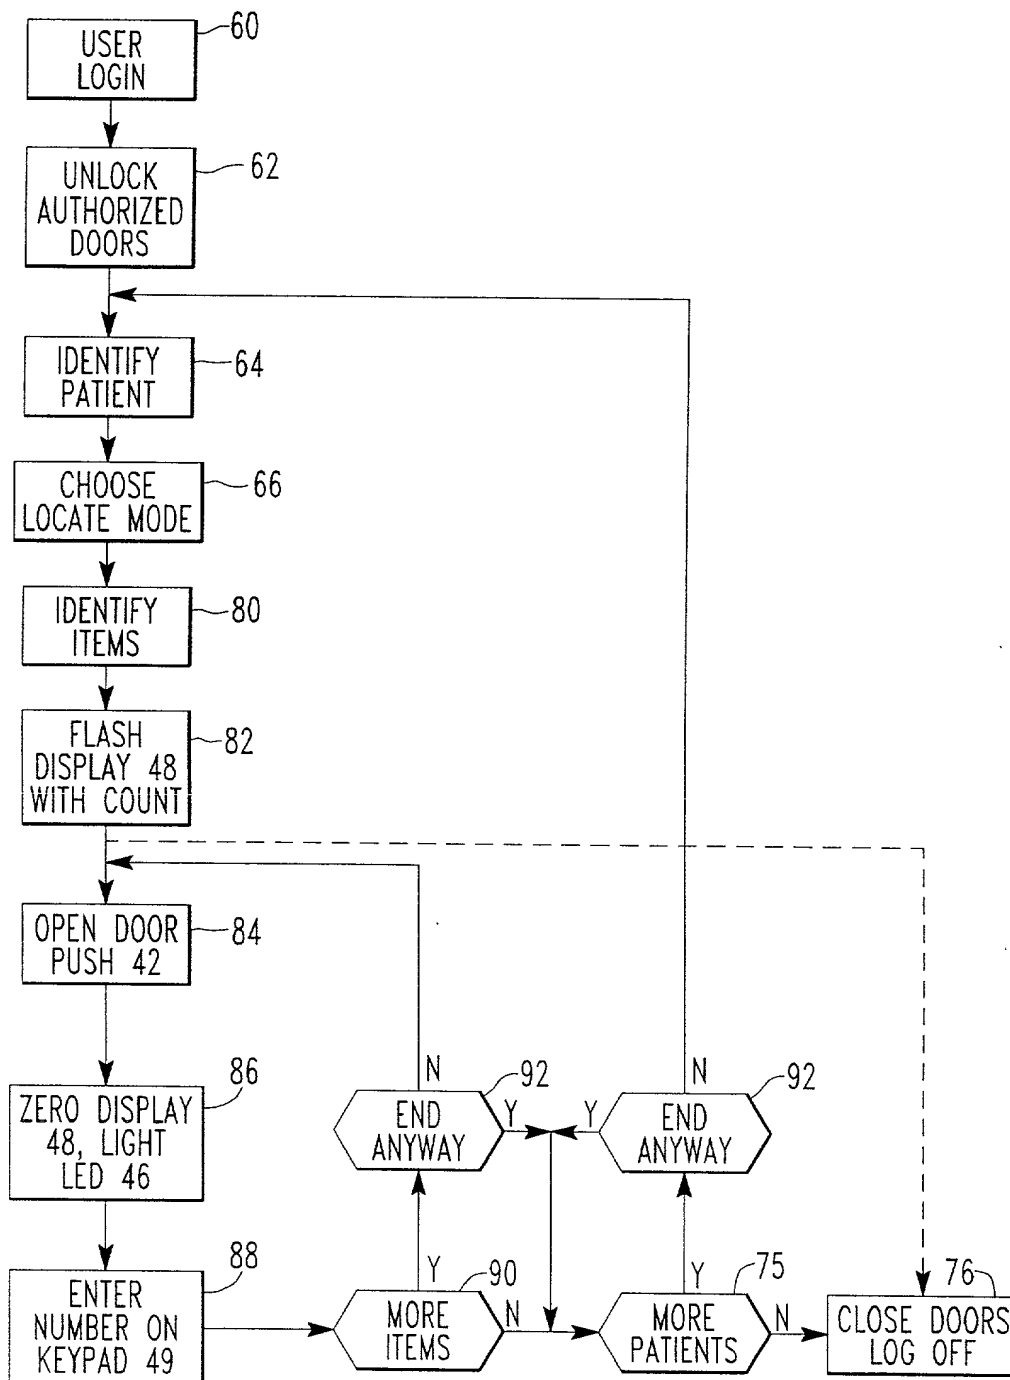 USER
LOGIN
60
UNLOCK
AUTHORIZED
DOORS
62
IDENTIFY
PATIENT
64
CHOOSE
LOCATE MODE
66
IDENTIFY
ITEMS
80
FLASH
DISPLAY 48
WITH COUNT
82
OPEN DOOR
PUSH 42
84
ZERO DISPLAY
48, LIGHT
LED 46
86
N
END
ANYWAY
92
Y
Y
N
END
ANYWAY
92
ENTER
NUMBER ON
KEYPAD 49
88
Y
MORE
ITEMS
90
N
Y
MORE
PATIENTS
75
N
CLOSE DOORS
LOG OFF
76